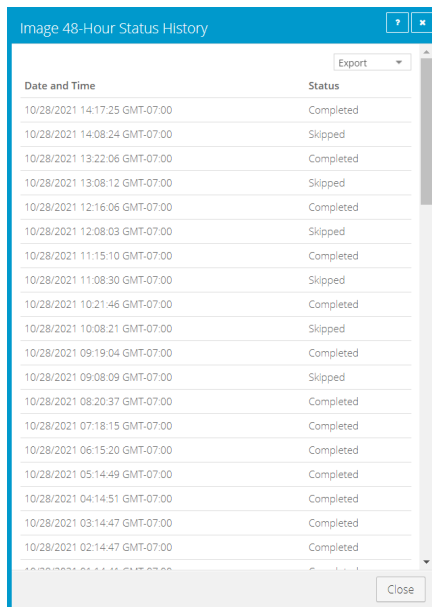 Image 48-Hour Status History
? ×
Export
Date and Time Status
10/28/2021 14:17:25 GMT-07:00 Completed
10/28/2021 14:08:24 GMT-07:00 Skipped
10/28/2021 13:22:06 GMT-07:00 Completed
10/28/2021 13:08:12 GMT-07:00 Skipped
10/28/2021 12:16:06 GMT-07:00 Completed
10/28/2021 12:08:03 GMT-07:00 Skipped
10/28/2021 11:15:10 GMT-07:00 Completed
10/28/2021 11:08:30 GMT-07:00 Skipped
10/28/2021 10:21:46 GMT-07:00 Completed
10/28/2021 10:08:21 GMT-07:00 Skipped
10/28/2021 09:19:04 GMT-07:00 Completed
10/28/2021 09:08:09 GMT-07:00 Skipped
10/28/2021 08:20:37 GMT-07:00 Completed
10/28/2021 07:18:15 GMT-07:00 Completed
10/28/2021 06:15:20 GMT-07:00 Completed
10/28/2021 05:14:49 GMT-07:00 Completed
10/28/2021 04:14:51 GMT-07:00 Completed
10/28/2021 03:14:47 GMT-07:00 Completed
10/28/2021 02:14:47 GMT-07:00 Completed
Close